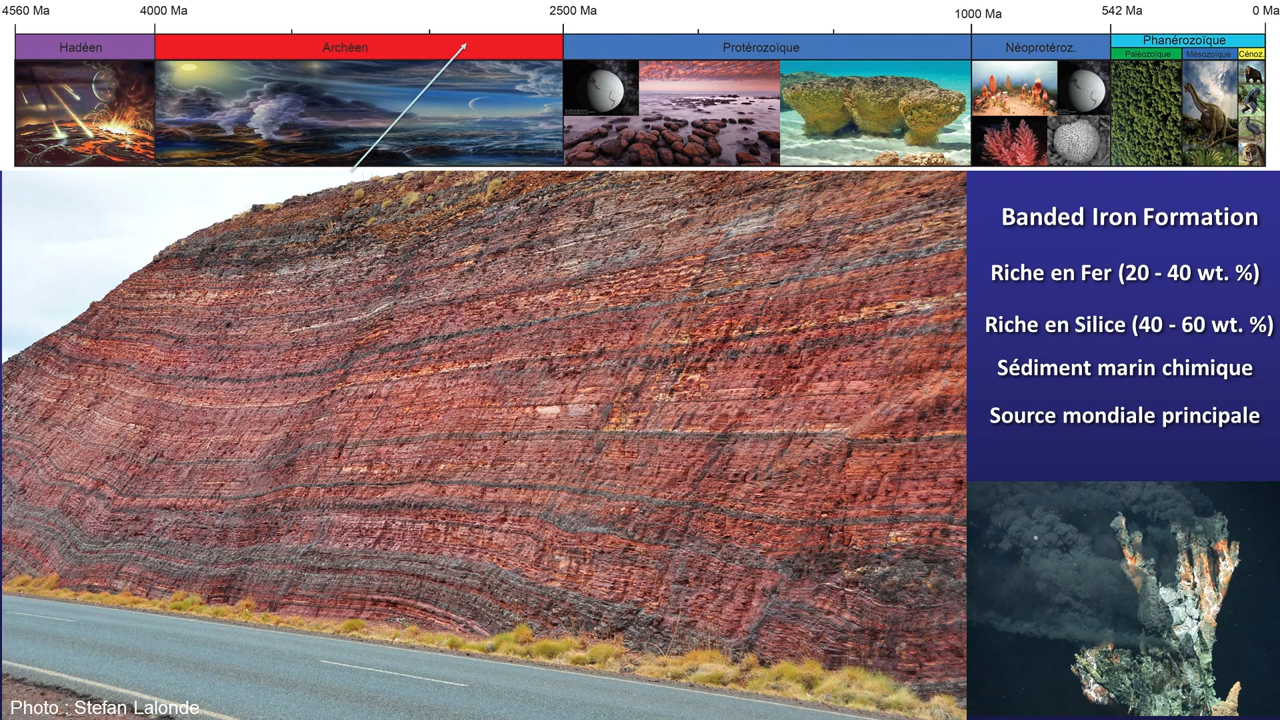 4560 Ma
4000 Ma
2500 Ma
1000 Ma
542 Ma
0 Ma
Hadéen
Archéen
Protérozoïque
Néoprotéroz.
Phanérozoïque
Paléozoïque
Mésozoïque
Cénoz.
Banded Iron Formation
Riche en Fer (20 - 40 wt. %)
Riche en Silice (40 - 60 wt. %)
Sédiment marin chimique
Source mondiale principale
Photo : Stefan Lalonde